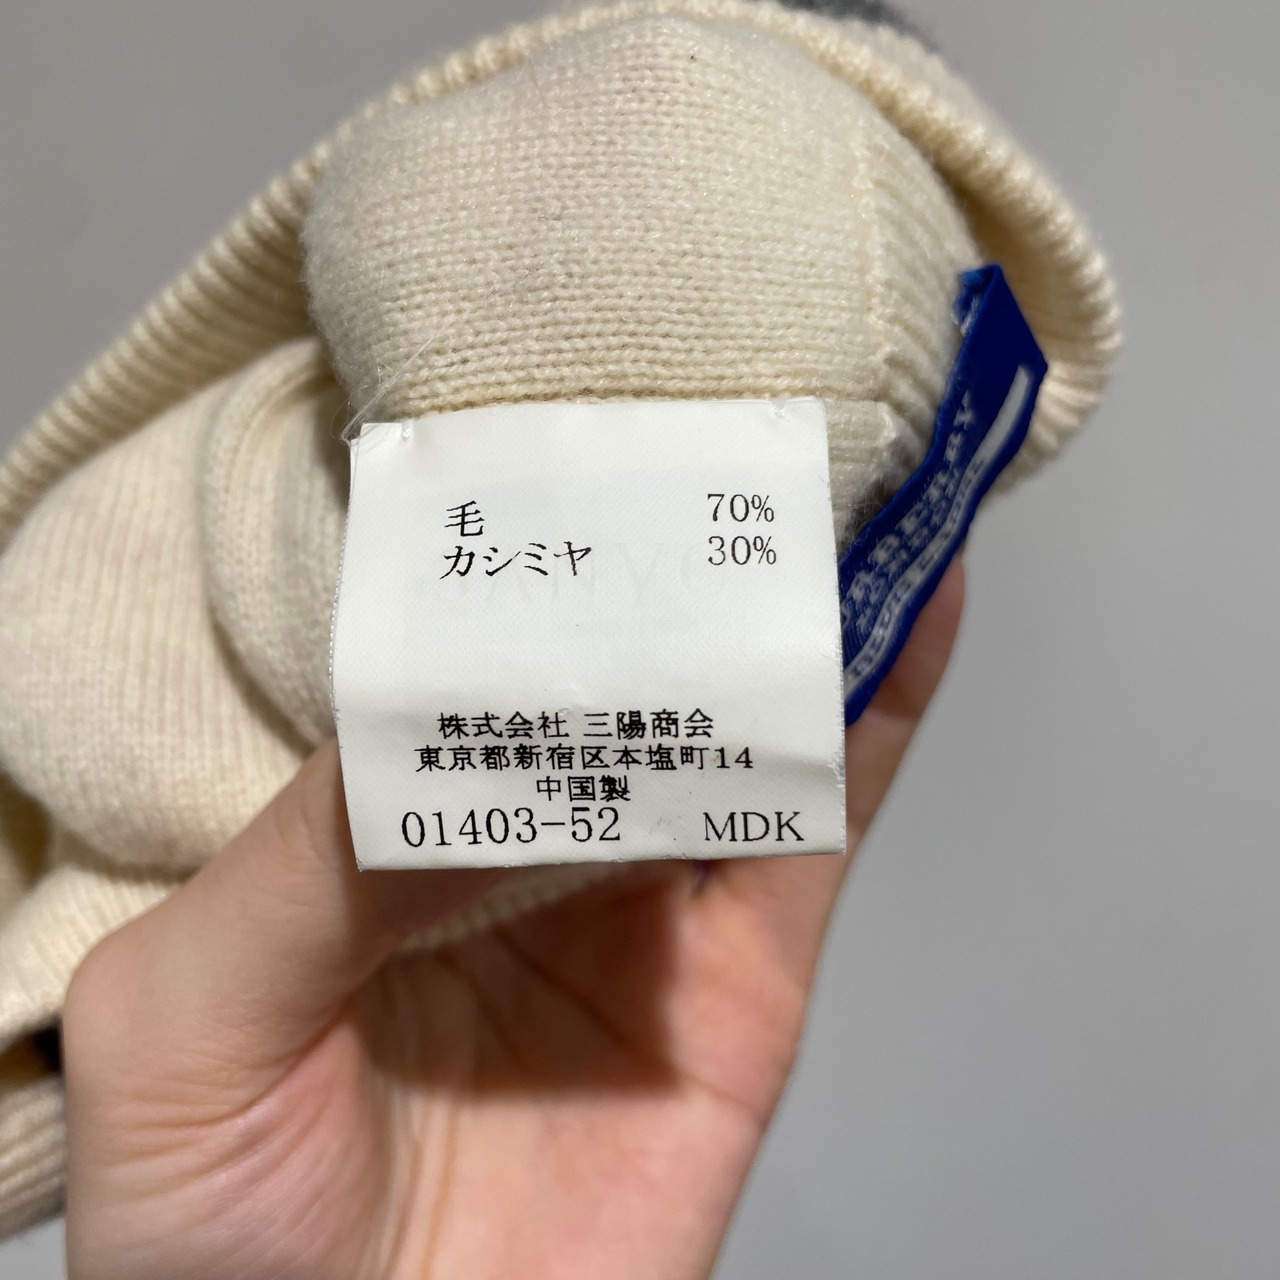 毛 70%
カシミヤ 30%
株式会社 三陽商会
東京都新宿区本塩町14
中国製
01403-52 MDK